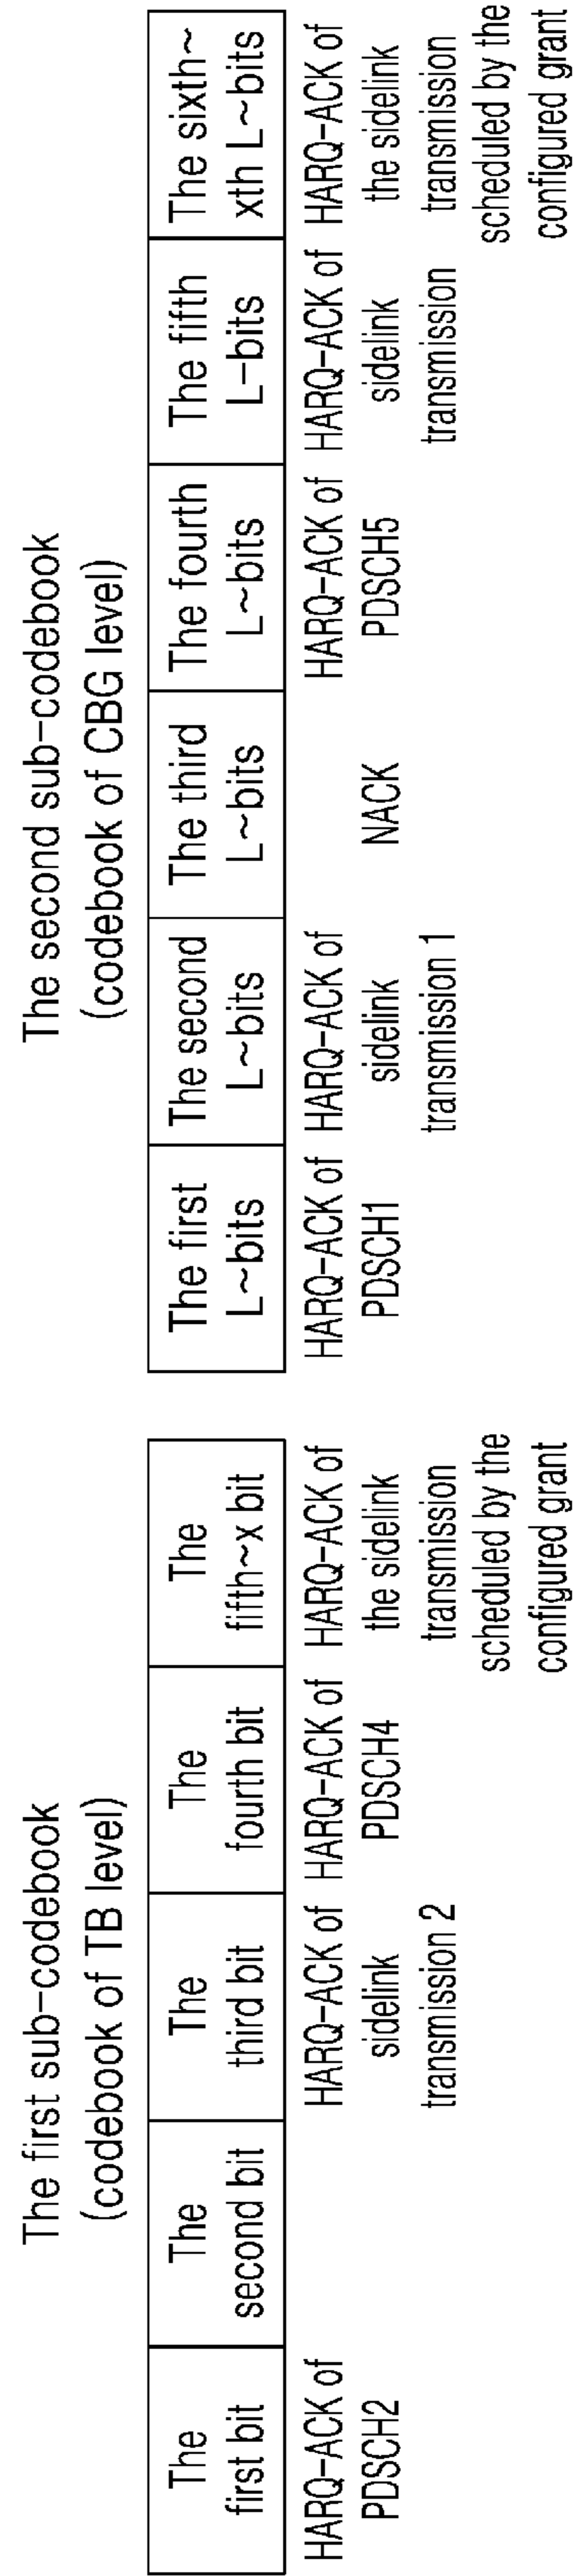 The first sub-codebook
(codebook of TB level)
The
first bit
The
second bit
The
third bit
The
fourth bit
The
fifth~x bit
HARQ-ACK of
PDSCH2
HARQ-ACK of
sidelink
transmission 2
HARQ-ACK of
PDSCH4
HARQ-ACK of
the sidelink
transmission
scheduled by the
configured grant
The second sub-codebook
(codebook of CBG level)
The first
L~bits
The second
L~bits
The third
L~bits
The fourth
L~bits
The fifth
L-bits
The sixth~
xth L~bits
HARQ-ACK of
PDSCH1
HARQ-ACK of
sidelink
transmission 1
NACK
HARQ-ACK of
PDSCH5
HARQ-ACK of
sidelink
transmission
HARQ-ACK of
the sidelink
transmission
scheduled by the
configured grant